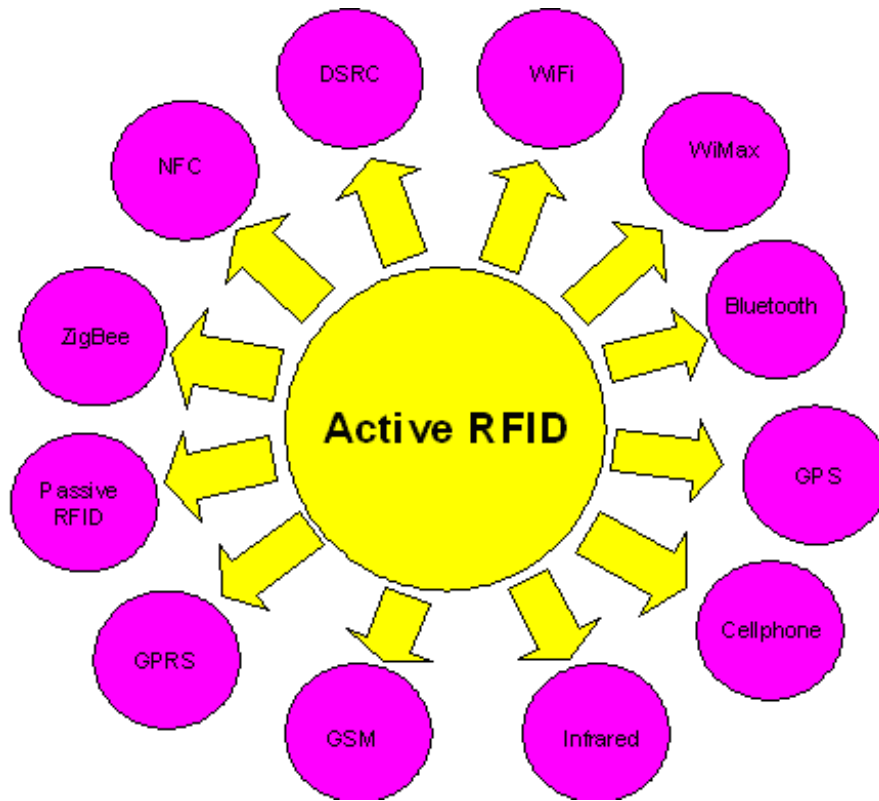 DSRC
WiFi
WiMax
Bluetooth
GPS
Cellphone
Infrared
GSM
GPRS
Passive
RFID
ZigBee
NFC
Active RFID